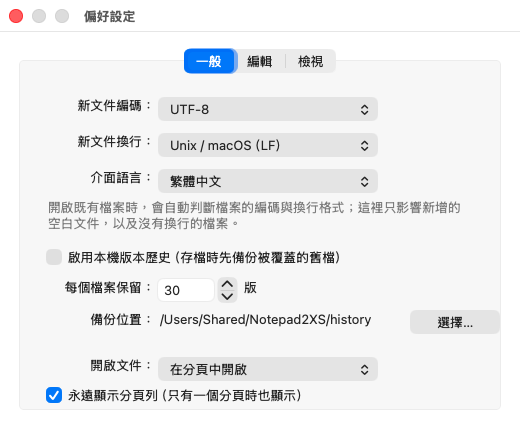 偏好設定
一般 編輯 檢視
新文件編碼： UTF-8
新文件換行： Unix / macOS (LF)
介面語言： 繁體中文
開啟既有檔案時，會自動判斷檔案的編碼與換行格式；這裡只影響新增的
空白文件，以及沒有換行的檔案。
啟用本機版本歷史 (存檔時先備份被覆蓋的舊檔)
每個檔案保留： 30 版
備份位置： /Users/Shared/Notepad2XS/history 選擇...
開啟文件： 在分頁中開啟
永遠顯示分頁列 (只有一個分頁時也顯示)